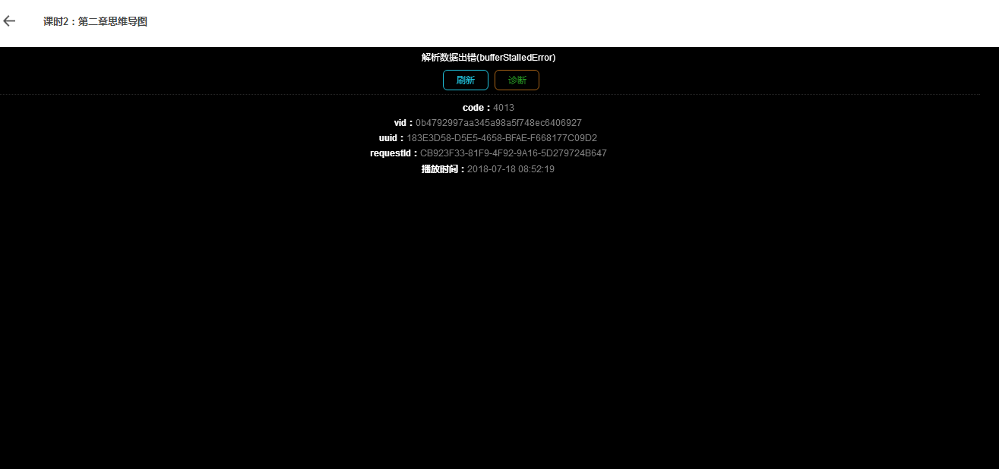 课时2：第二章思维导图
解析数据出错(bufferStalledError)
刷新 诊断
code：4013
vid：0b4792997aa345a98a5f748ec6406927
uuid：183E3D58-D5E5-4658-BFAE-F668177C09D2
requestId：CB923F33-81F9-4F92-9A16-5D279724B647
播放时间：2018-07-18 08:52:19